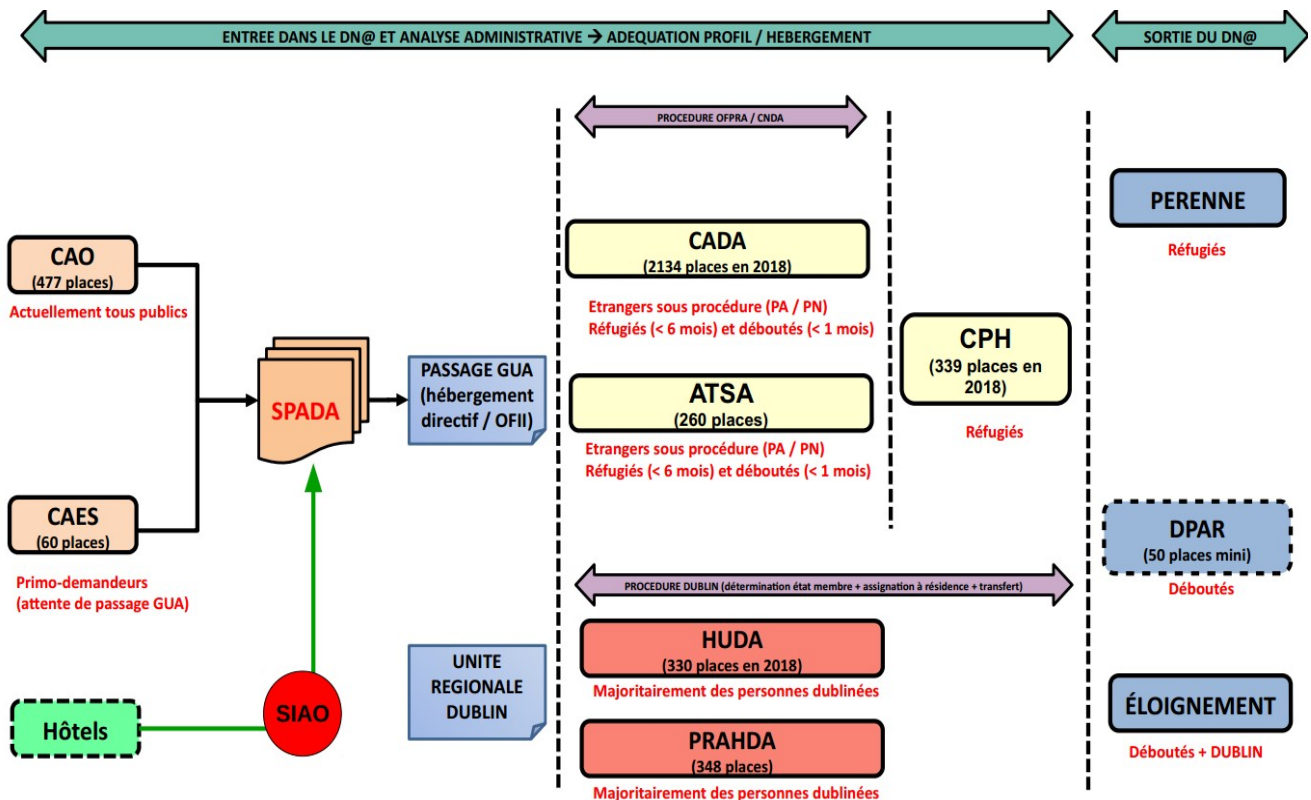 ENTREE DANS LE DN@ ET ANALYSE ADMINISTRATIVE → ADEQUATION PROFIL / HEBERGEMENT
SORTIE DU DN@
PROCEDURE OFPRA / CNDA
CAO
(477 places)
Actuellement tous publics
CAES
(60 places)
Primo-demandeurs
(attente de passage GUA)
Hôtels
SIAO
SPADA
PASSAGE GUA
(hébergement
directif / OFII)
UNITE
REGIONALE
DUBLIN
CADA
(2134 places en 2018)
Etrangers sous procédure (PA / PN)
Réfugiés (< 6 mois) et déboutés (< 1 mois)
ATSA
(260 places)
Etrangers sous procédure (PA / PN)
Réfugiés (< 6 mois) et déboutés (< 1 mois)
CPH
(339 places en
2018)
Réfugiés
PROCEDURE DUBLIN (détermination état membre + assignation à résidence + transfert)
HUDA
(330 places en 2018)
Majoritairement des personnes dublinées
PRAHDA
(348 places)
Majoritairement des personnes dublinées
PERENNE
Réfugiés
DPAR
(50 places mini)
Déboutés
ÉLOIGNEMENT
Déboutés + DUBLIN